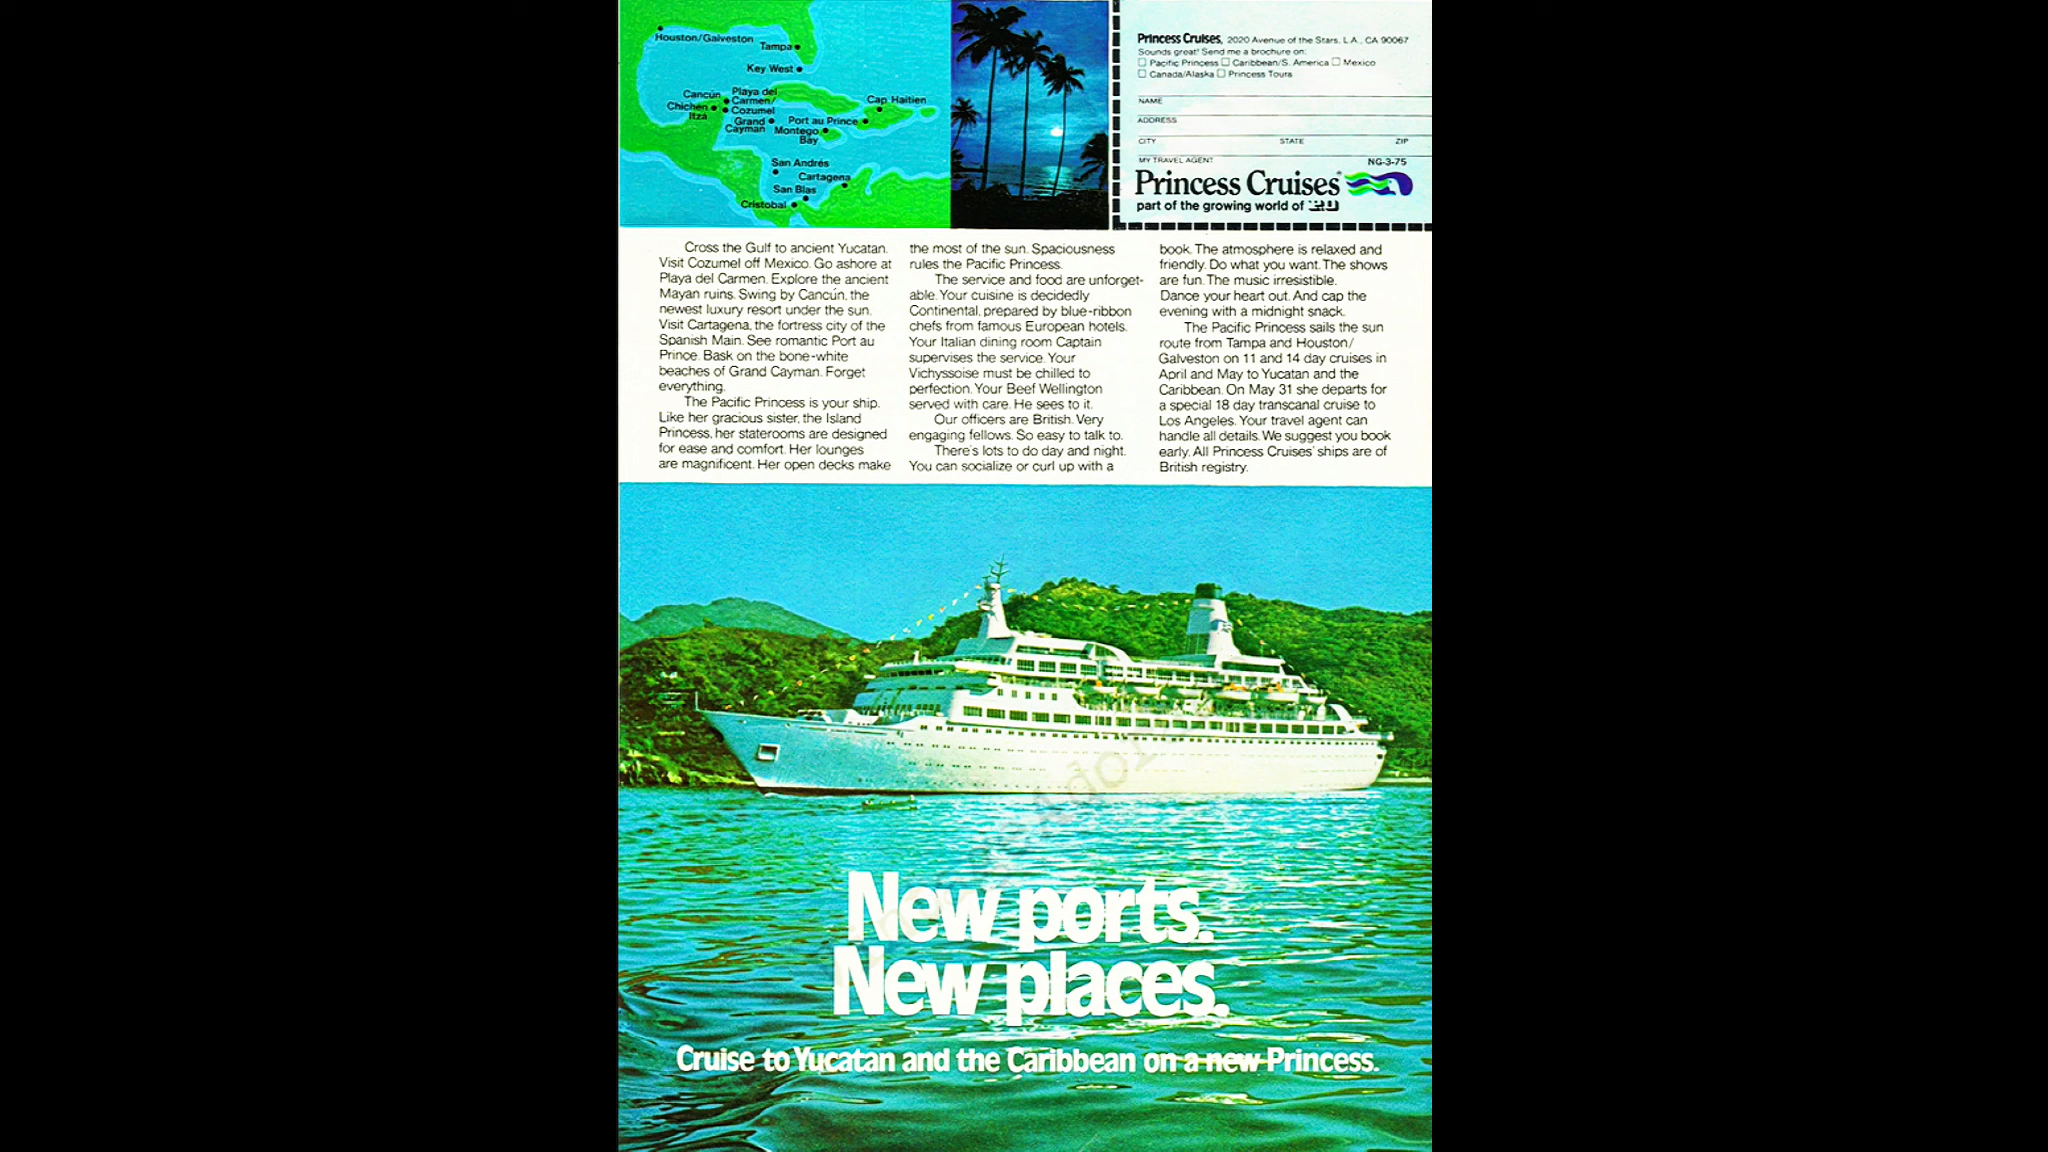 Houston/Galveston
Tampa
Key West
Cancún
Playa del
Carmen/
Cozumel
Chichen
Itza
Grand
Cayman
Cap Haitien
Port au Prince
Montego
Bay
San Andrés
Cartagena
San Blas
Cristobal
Princess Cruises, 2020 Avenue of the Stars, L.A., CA 90067
Sounds great! Send me a brochure on:
Pacific Princess Caribbean/S. America Mexico
Canada/Alaska Princess Tours
NAME
ADDRESS
CITY STATE ZIP
MY TRAVEL AGENT NG-3-75
Princess Cruises
part of the growing world of P&O
Cross the Gulf to ancient Yucatan.
Visit Cozumel off Mexico. Go ashore at
Playa del Carmen. Explore the ancient
Mayan ruins. Swing by Cancún, the
newest luxury resort under the sun.
Visit Cartagena, the fortress city of the
Spanish Main. See romantic Port au
Prince. Bask on the bone-white
beaches of Grand Cayman. Forget
everything.
The Pacific Princess is your ship.
Like her gracious sister, the Island
Princess, her staterooms are designed
for ease and comfort. Her lounges
are magnificent. Her open decks make
the most of the sun. Spaciousness
rules the Pacific Princess.
The service and food are unforget-
able. Your cuisine is decidedly
Continental, prepared by blue-ribbon
chefs from famous European hotels.
Your Italian dining room Captain
supervises the service. Your
Vichyssoise must be chilled to
perfection. Your Beef Wellington
served with care. He sees to it.
Our officers are British. Very
engaging fellows. So easy to talk to.
There's lots to do day and night.
You can socialize or curl up with a
book. The atmosphere is relaxed and
friendly. Do what you want. The shows
are fun. The music irresistible.
Dance your heart out. And cap the
evening with a midnight snack.
The Pacific Princess sails the sun
route from Tampa and Houston/
Galveston on 11 and 14 day cruises in
April and May to Yucatan and the
Caribbean. On May 31 she departs for
a special 18 day transcanal cruise to
Los Angeles. Your travel agent can
handle all details. We suggest you book
early. All Princess Cruises' ships are of
British registry.
New ports.
New places.
Cruise to Yucatan and the Caribbean on a new Princess.